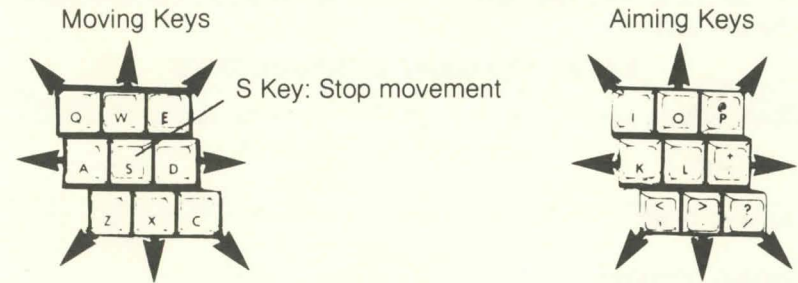 Moving Keys
Aiming Keys
S Key: Stop movement
Q W E
I O @ P
A S D
K L + ;
Z X C
< , > . ? /